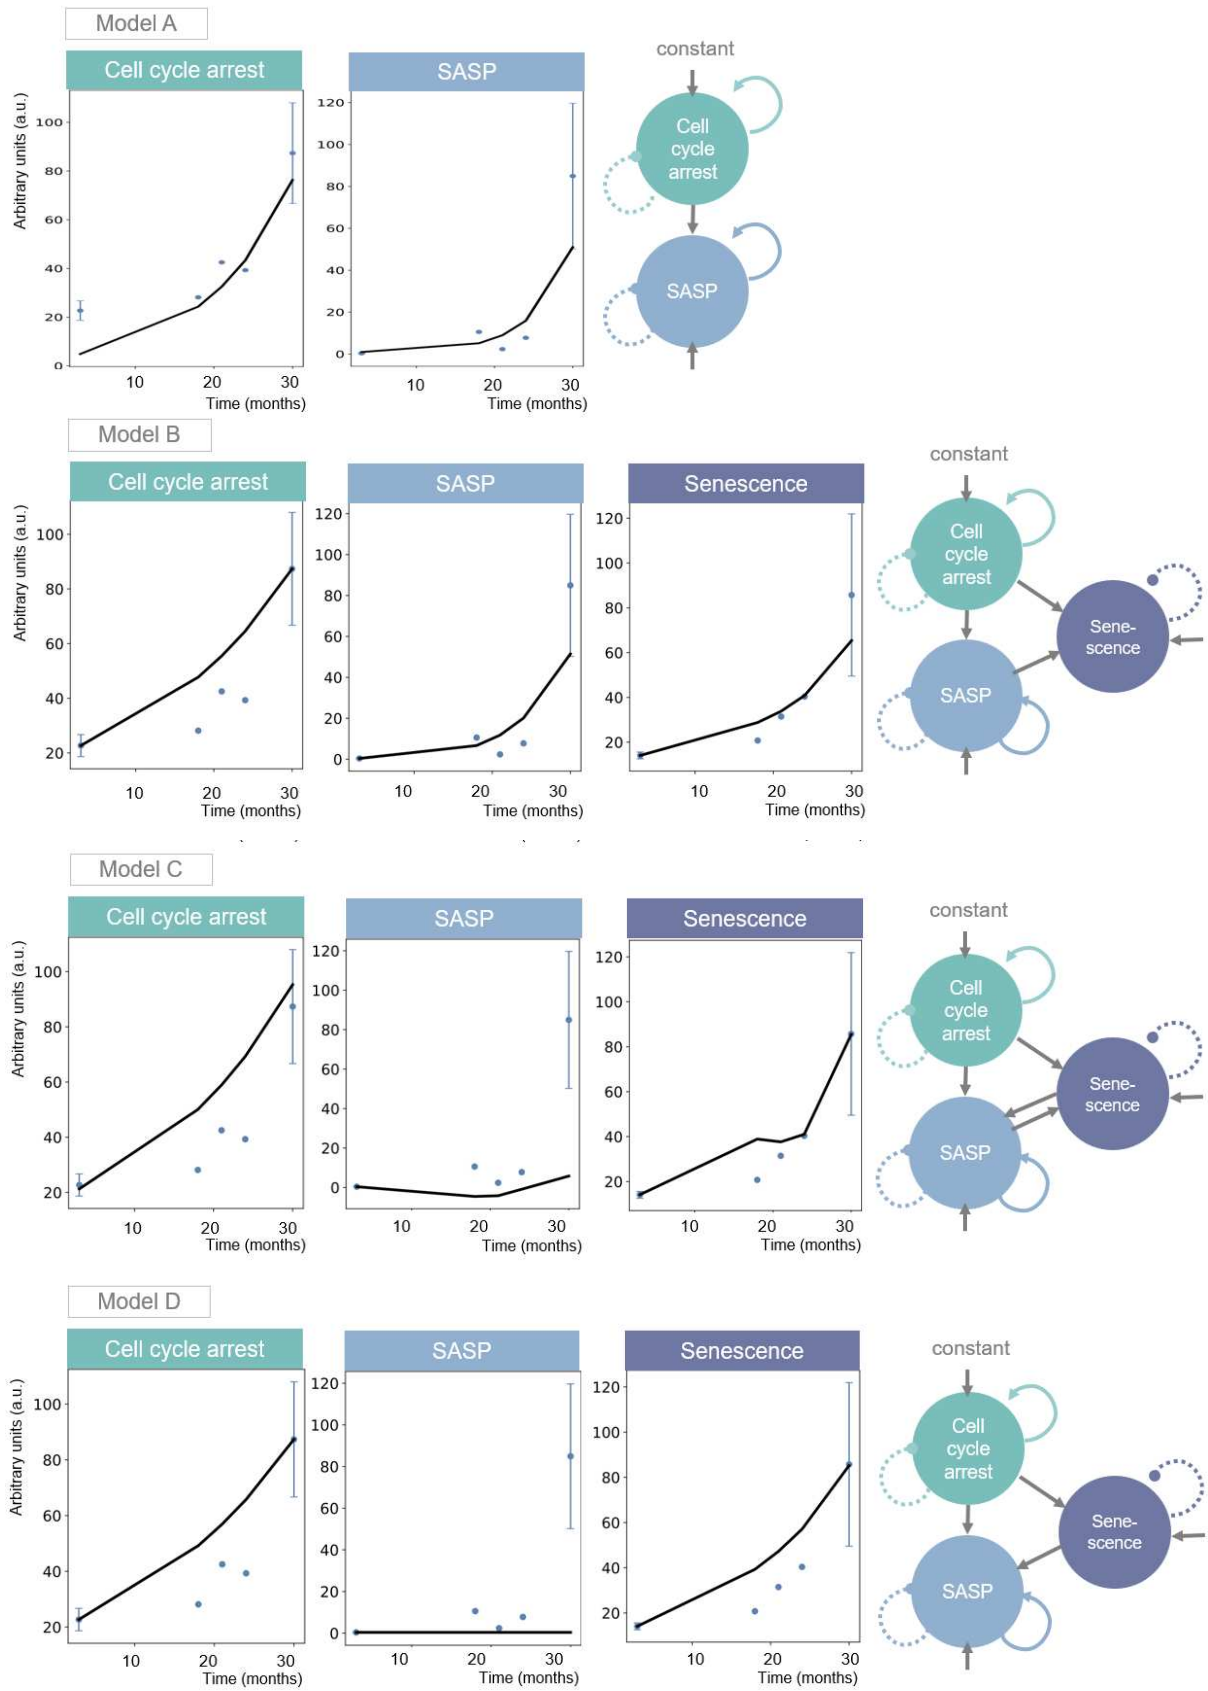 Model A
Cell cycle arrest
SASP
constant
Arbitrary units (a.u.)
100
80
60
40
20
0
10
20
30
Time (months)
120
100
80
60
40
20
0
10
20
30
Time (months)
Cell
cycle
arrest
SASP
Model B
Cell cycle arrest
SASP
Senescence
constant
Arbitrary units (a.u.)
100
80
60
40
20
10
20
30
Time (months)
120
100
80
60
40
20
0
10
20
30
Time (months)
120
100
80
60
40
20
10
20
30
Time (months)
Cell
cycle
arrest
Sene-
scence
SASP
Model C
Cell cycle arrest
SASP
Senescence
constant
Arbitrary units (a.u.)
100
80
60
40
20
10
20
30
Time (months)
120
100
80
60
40
20
0
10
20
30
Time (months)
120
100
80
60
40
20
10
20
30
Time (months)
Cell
cycle
arrest
Sene-
scence
SASP
Model D
Cell cycle arrest
SASP
Senescence
constant
Arbitrary units (a.u.)
100
80
60
40
20
10
20
30
Time (months)
120
100
80
60
40
20
0
10
20
30
Time (months)
120
100
80
60
40
20
10
20
30
Time (months)
Cell
cycle
arrest
Sene-
scence
SASP